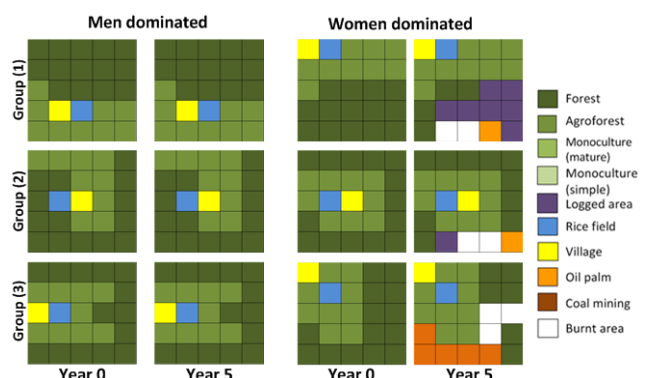 Men dominated
Women dominated
Group (1)
Group (2)
Group (3)
Forest
Agroforest
Monoculture
(mature)
Monoculture
(simple)
Logged area
Rice field
Village
Oil palm
Coal mining
Burnt area
Year 0
Year 5
Year 0
Year 5